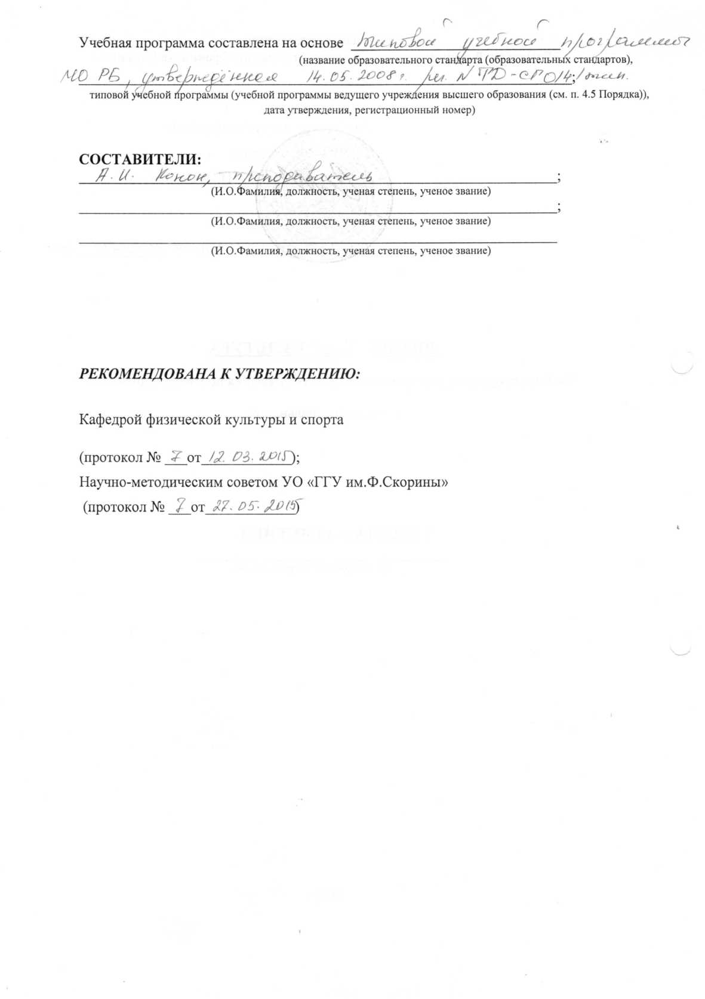 Учебная программа составлена на основе типовой учебной программы
(название образовательного стандарта (образовательных стандартов),
МО РБ, утверждённая 14.05.2008 г. рег. N ТД-СГ 014/тип.;
типовой учебной программы (учебной программы ведущего учреждения высшего образования (см. п. 4.5 Порядка)),
дата утверждения, регистрационный номер)
СОСТАВИТЕЛИ:
А.И. Конон, преподаватель;
(И.О.Фамилия, должность, ученая степень, ученое звание)
;
(И.О.Фамилия, должность, ученая степень, ученое звание)
(И.О.Фамилия, должность, ученая степень, ученое звание)
РЕКОМЕНДОВАНА К УТВЕРЖДЕНИЮ:
Кафедрой физической культуры и спорта
(протокол № 7 от 12.03.2015);
Научно-методическим советом УО «ГГУ им.Ф.Скорины»
(протокол № 7 от 27.05.2015)